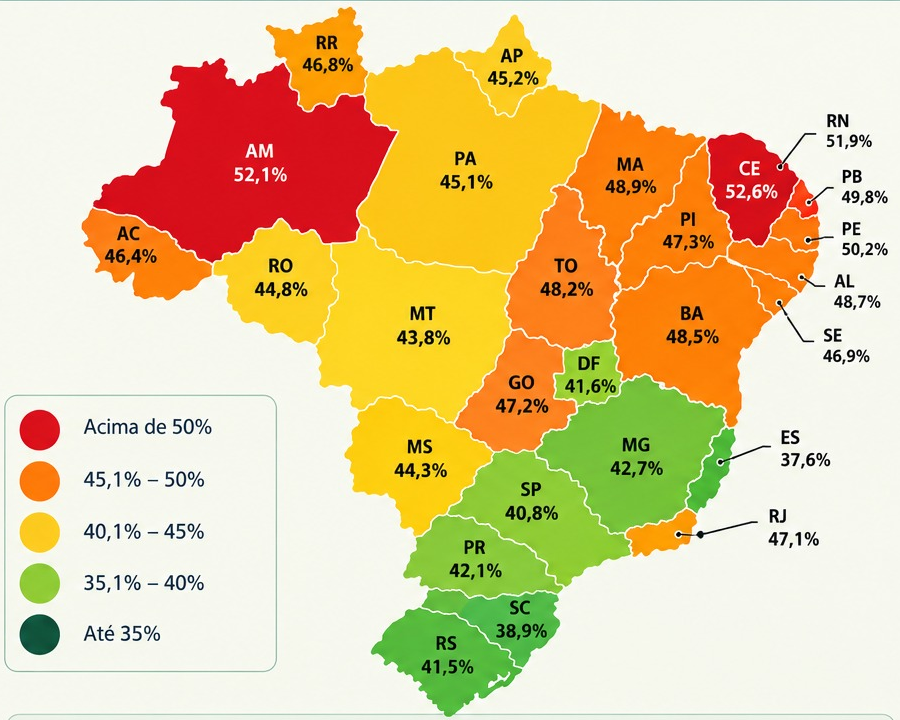 RR
46,8%
AP
45,2%
AM
52,1%
PA
45,1%
MA
48,9%
CE
52,6%
RN
51,9%
PB
49,8%
PE
50,2%
AL
48,7%
SE
46,9%
PI
47,3%
AC
46,4%
RO
44,8%
TO
48,2%
MT
43,8%
BA
48,5%
DF
41,6%
GO
47,2%
MG
42,7%
ES
37,6%
MS
44,3%
SP
40,8%
RJ
47,1%
PR
42,1%
SC
38,9%
RS
41,5%
Acima de 50%
45,1% – 50%
40,1% – 45%
35,1% – 40%
Até 35%